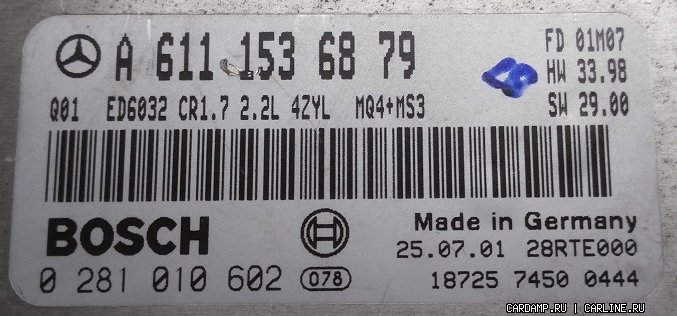 A 611 153 68 79
FD 01M07
HW 33.98
SW 29.00
Q01 ED6032 CR1.7 2.2L 4ZYL MQ4+MS3
BOSCH
Made in Germany
25.07.01 28RTE000
0 281 010 602 078
18725 7450 0444
CARDAMP.RU | CARLINE.RU